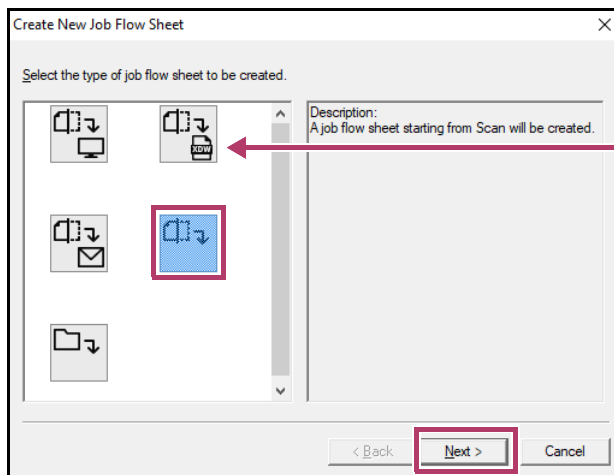 Create New Job Flow Sheet
Select the type of job flow sheet to be created.
Description:
A job flow sheet starting from Scan will be created.
XDW
< Back
Next >
Cancel